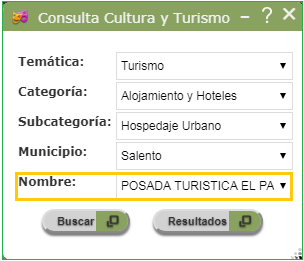 Consulta Cultura y Turismo – ? ×
Temática: Turismo
Categoría: Alojamiento y Hoteles
Subcategoría: Hospedaje Urbano
Municipio: Salento
Nombre: POSADA TURISTICA EL PA
Buscar Resultados